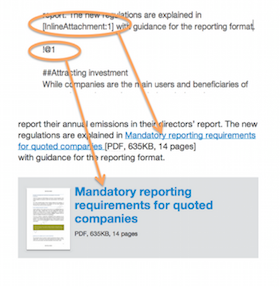 report. The new regulations are explained in
[InlineAttachment:1] with guidance for the reporting format,
!@1
##Attracting investment
While companies are the main users and beneficiaries of
report their annual emissions in their directors' report. The new
regulations are explained in Mandatory reporting requirements
for quoted companies [PDF, 635KB, 14 pages]
with guidance for the reporting format.
Mandatory reporting
requirements for quoted
companies
PDF, 635KB, 14 pages